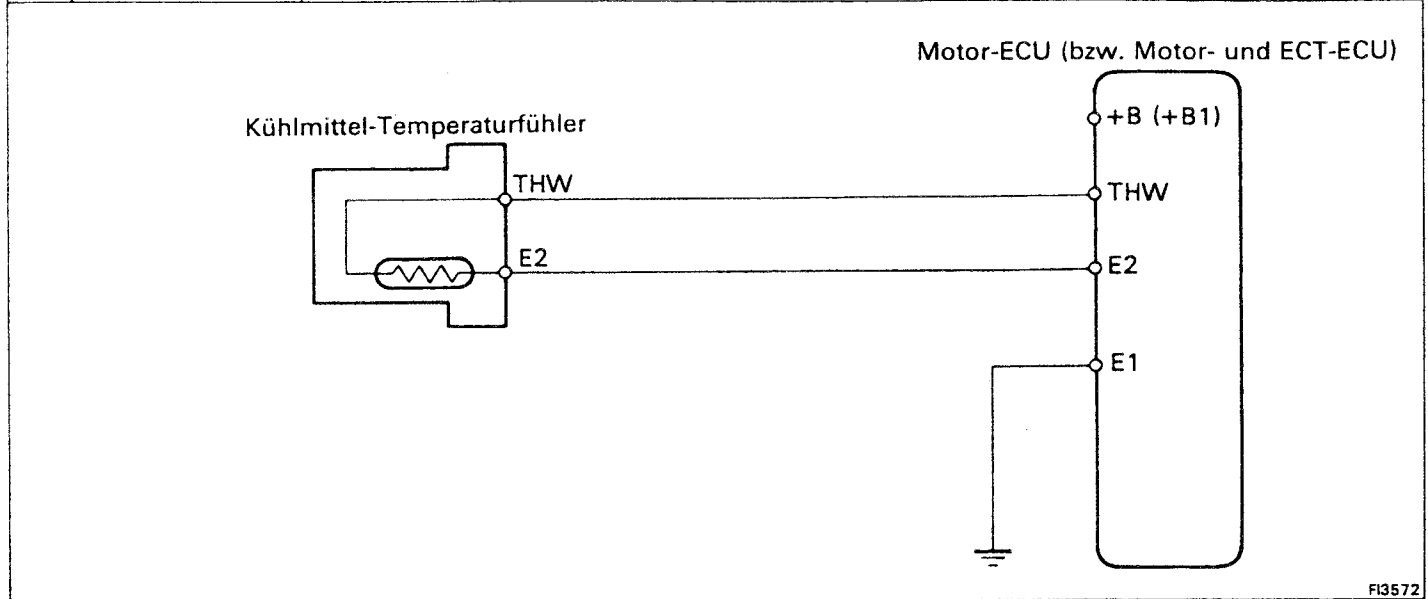 Motor-ECU (bzw. Motor- und ECT-ECU)
Kühlmittel-Temperaturfühler
+B (+B1)
THW
THW
E2
E2
E1
FI3572